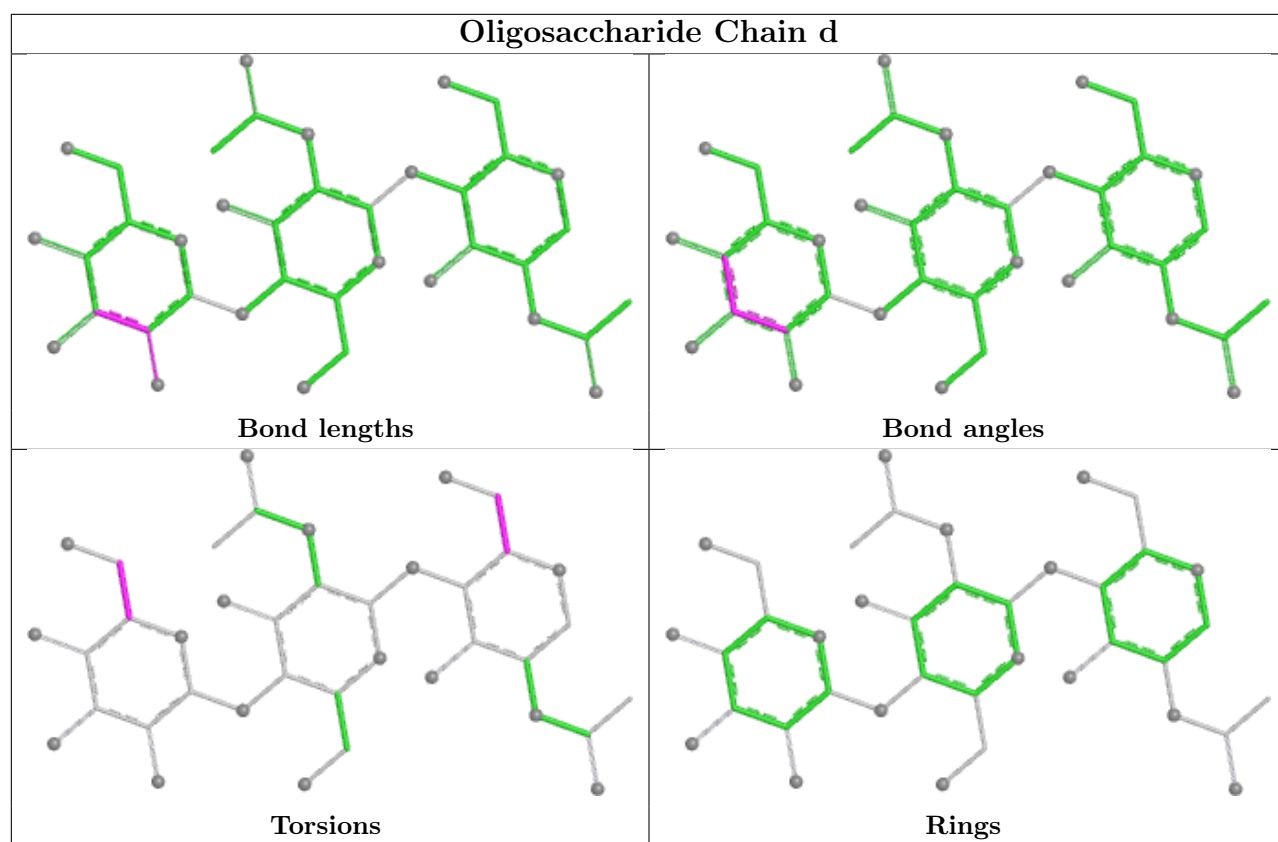 Oligosaccharide Chain d
Bond lengths
Bond angles
Torsions
Rings